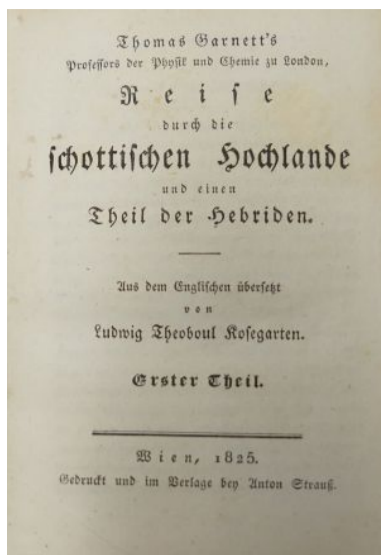 Thomas Garnett's
Professors der Physik und Chemie zu London,
Reise
durch die
schottischen Hochlande
und einen
Theil der Hebriden.
Aus dem Englischen übersetzt
von
Ludwig Theoboul Kosegarten.
Erster Theil.
Wien, 1825.
Gedruckt und im Verlage bey Anton Strauß.